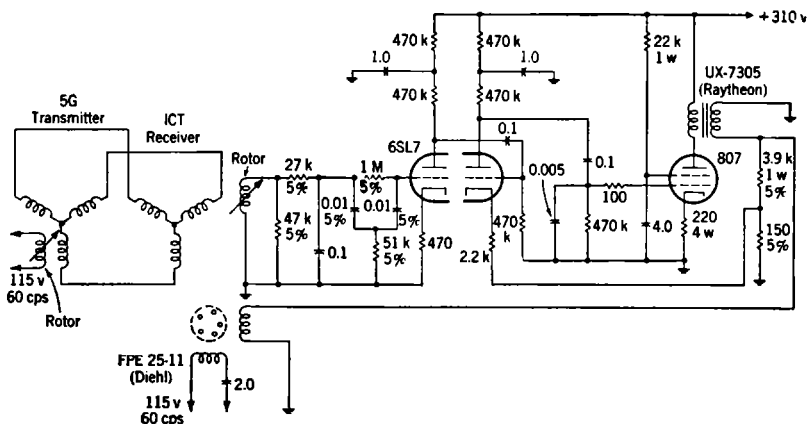 +310 v
470 k
470 k
22 k
1 w
1.0
1.0
UX-7305
(Raytheon)
470 k
470 k
5G
Transmitter
1CT
Receiver
0.1
6SL7
807
Rotor
27 k
5%
1 M
5%
0.005
0.1
3.9 k
1 w
5%
0.01
5%
0.01
5%
100
47 k
5%
0.1
51 k
5%
470
470
k
2.2 k
470 k
4.0
220
4 w
150
5%
115 v
60 cps
Rotor
FPE 25-11
(Diehl)
2.0
115 v
60 cps